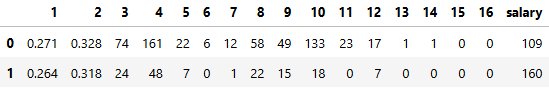 1 2 3 4 5 6 7 8 9 10 11 12 13 14 15 16 salary
0 0.271 0.328 74 161 22 6 12 58 49 133 23 17 1 1 0 0 109
1 0.264 0.318 24 48 7 0 1 22 15 18 0 7 0 0 0 0 160